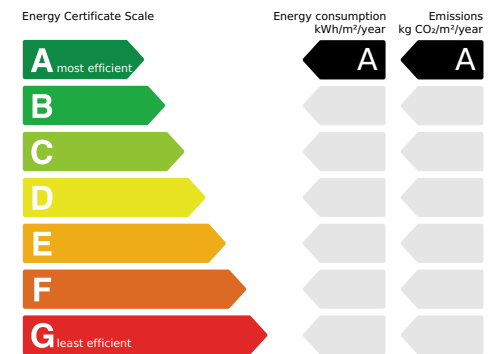 Energy Certificate Scale
Energy consumption
kWh/m²/year
Emissions
kg CO₂/m²/year
A most efficient
A
A
B
C
D
E
F
G least efficient